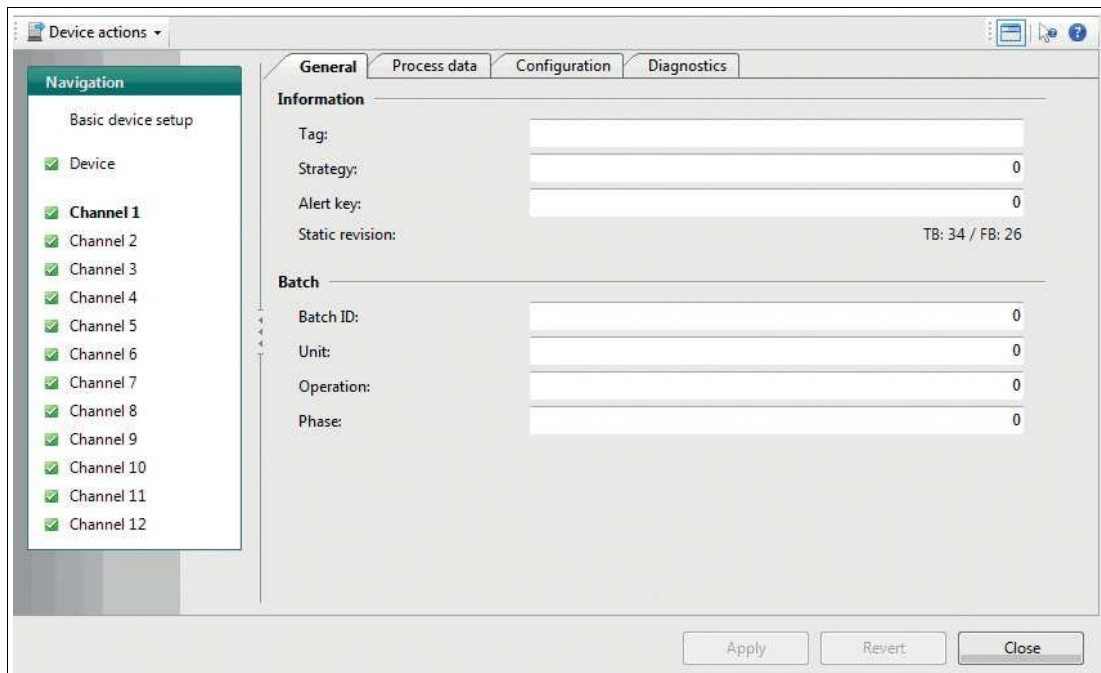 Device actions
Navigation
Basic device setup
Device
Channel 1
Channel 2
Channel 3
Channel 4
Channel 5
Channel 6
Channel 7
Channel 8
Channel 9
Channel 10
Channel 11
Channel 12
General Process data Configuration Diagnostics
Information
Tag:
Strategy: 0
Alert key: 0
Static revision: TB: 34 / FB: 26
Batch
Batch ID: 0
Unit: 0
Operation: 0
Phase: 0
Apply Revert Close